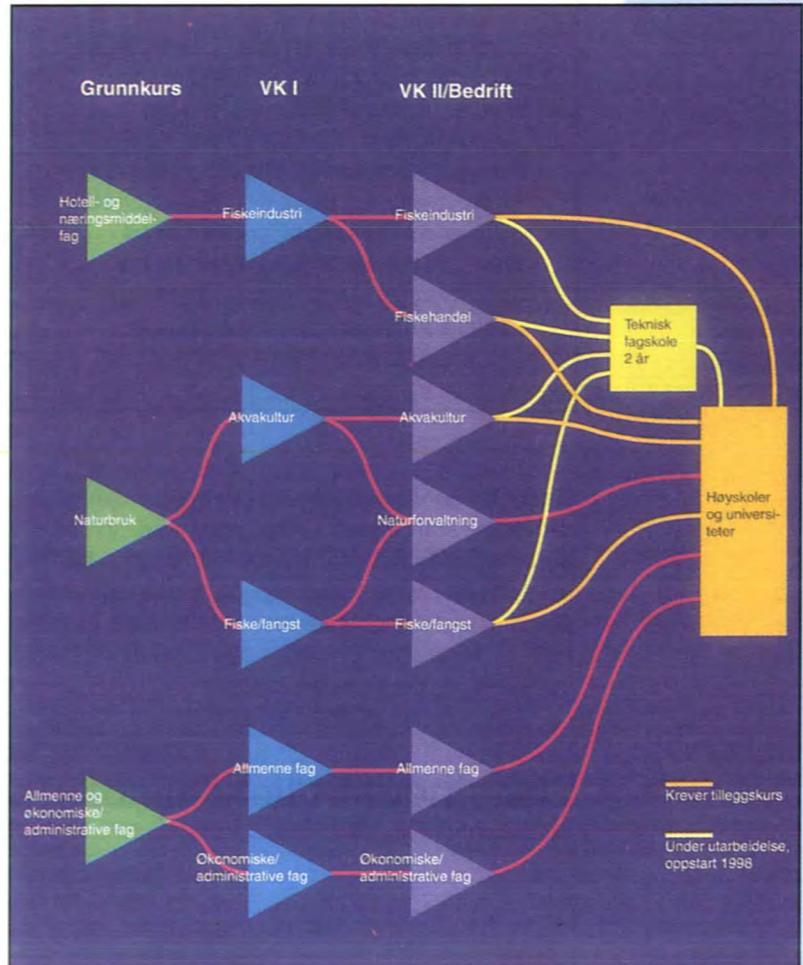 Grunnkurs
VK I
VK II/Bedrift
Hotell- og
næringsmiddel-
fag
Fiskeindustri
Fiskeindustri
Fiskehandel
Teknisk
fagskole
2 år
Akvakultur
Akvakultur
Naturbruk
Naturforvaltning
Høyskoler
og universi-
teter
Fiske/fangst
Fiske/fangst
Allmenne og
økonomiske/
administrative fag
Allmenne fag
Allmenne fag
Økonomiske/
administrative fag
Økonomiske/
administrative fag
Krever tilleggskurs
Under utarbeidelse,
oppstart 1998